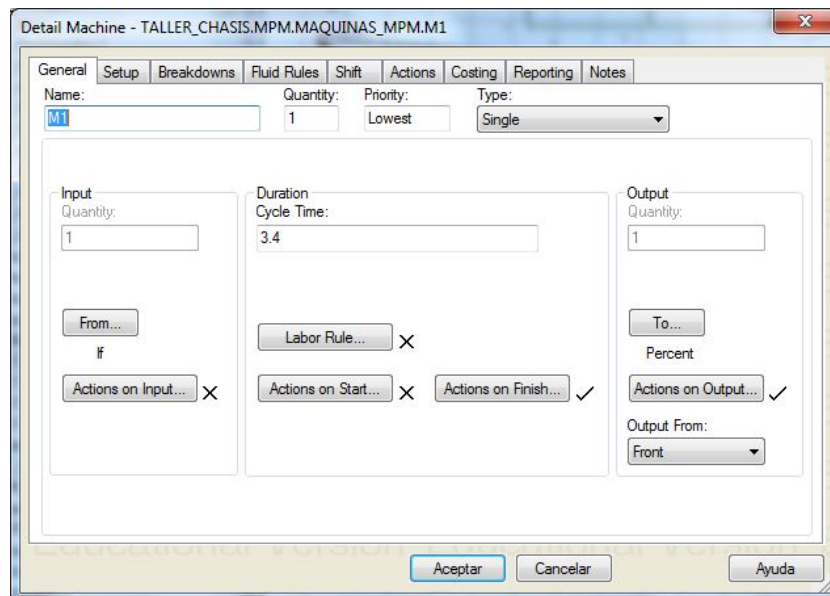 Detail Machine - TALLER_CHASIS.MPM.MAQUINAS_MPM.M1
General Setup Breakdowns Fluid Rules Shift Actions Costing Reporting Notes
Name: Quantity: Priority: Type:
M1 1 Lowest Single
Input Duration Output
Quantity: Cycle Time: Quantity:
1 3.4 1
From... Labor Rule... To...
If Percent
Actions on Input... Actions on Start... Actions on Finish... Actions on Output...
Output From:
Front
Educational Version Educational Version
Aceptar Cancelar Ayuda